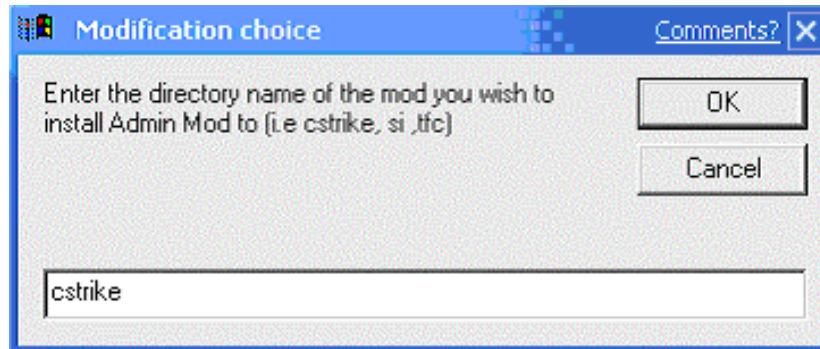 Modification choice
Comments?
Enter the directory name of the mod you wish to
install Admin Mod to (i.e cstrike, si ,tfc)
OK
Cancel
cstrike